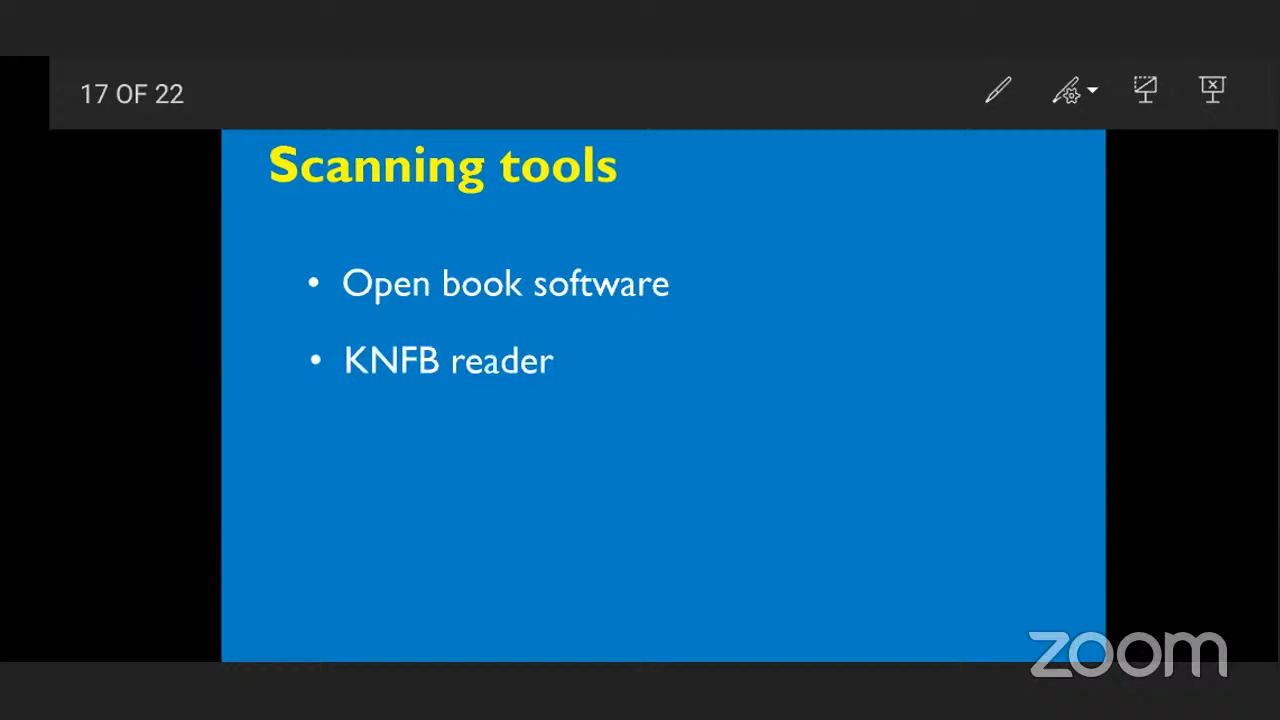 17 OF 22
Scanning tools
• Open book software
• KNFB reader
zoom